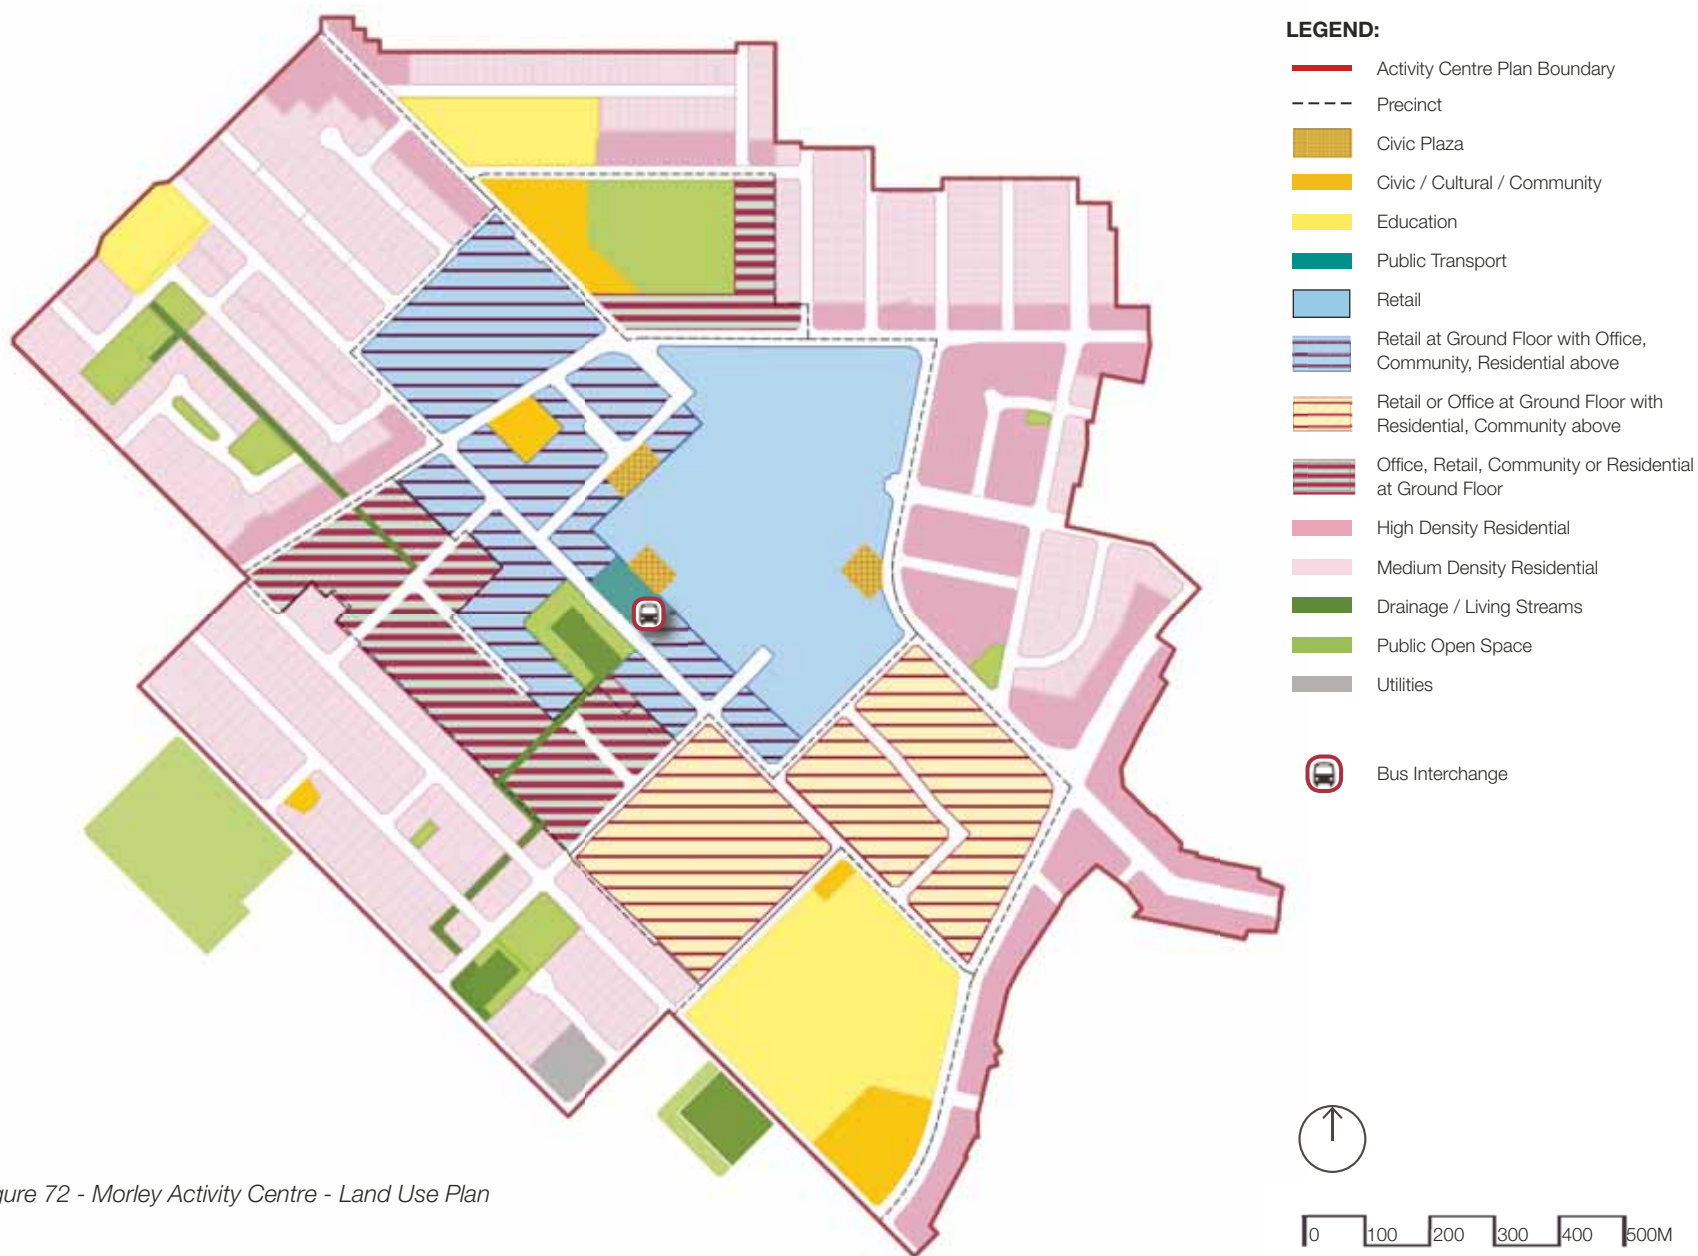 LEGEND:
Activity Centre Plan Boundary
Precinct
Civic Plaza
Civic / Cultural / Community
Education
Public Transport
Retail
Retail at Ground Floor with Office,
Community, Residential above
Retail or Office at Ground Floor with
Residential, Community above
Office, Retail, Community or Residential
at Ground Floor
High Density Residential
Medium Density Residential
Drainage / Living Streams
Public Open Space
Utilities
Bus Interchange
gure 72 - Morley Activity Centre - Land Use Plan
0 100 200 300 400 500M